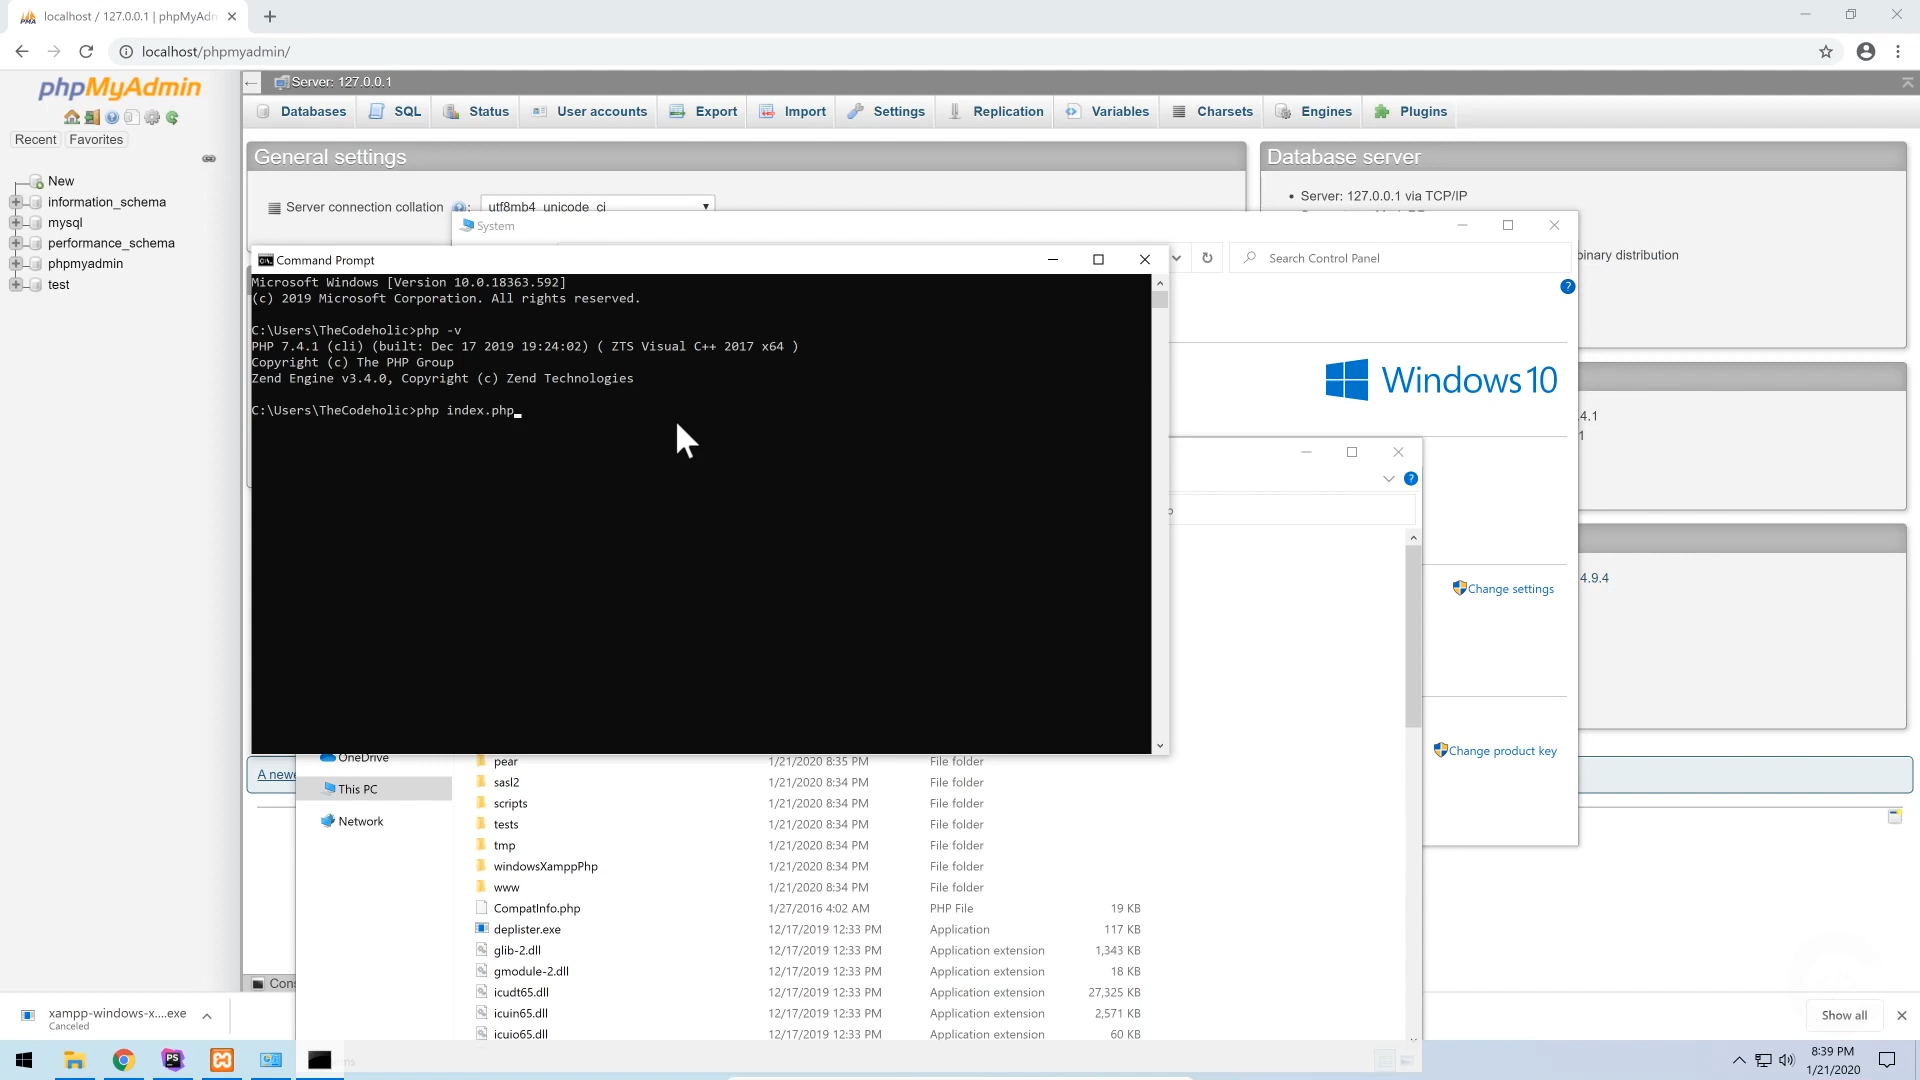 localhost / 127.0.0.1 | phpMyAdm
localhost/phpmyadmin/
phpMyAdmin
Recent
Favorites
New
information_schema
mysql
performance_schema
phpmyadmin
test
Server: 127.0.0.1
Databases
SQL
Status
User accounts
Export
Import
Settings
Replication
Variables
Charsets
Engines
Plugins
General settings
Server connection collation
:
utf8mb4_unicode_ci
Database server
• Server: 127.0.0.1 via TCP/IP
binary distribution
4.1
1
4.9.4
System
Search Control Panel
Windows 10
Change settings
Change product key
Command Prompt
Microsoft Windows [Version 10.0.18363.592]
(c) 2019 Microsoft Corporation. All rights reserved.
C:\Users\TheCodeholic>php -v
PHP 7.4.1 (cli) (built: Dec 17 2019 19:24:02) ( ZTS Visual C++ 2017 x64 )
Copyright (c) The PHP Group
Zend Engine v3.4.0, Copyright (c) Zend Technologies
C:\Users\TheCodeholic>php index.php_
A newe
OneDrive
This PC
Network
pear 1/21/2020 8:35 PM File folder
sasl2 1/21/2020 8:34 PM File folder
scripts 1/21/2020 8:34 PM File folder
tests 1/21/2020 8:34 PM File folder
tmp 1/21/2020 8:34 PM File folder
windowsXamppPhp 1/21/2020 8:34 PM File folder
www 1/21/2020 8:34 PM File folder
CompatInfo.php 1/27/2016 4:02 AM PHP File 19 KB
deplister.exe 12/17/2019 12:33 PM Application 117 KB
glib-2.dll 12/17/2019 12:33 PM Application extension 1,343 KB
gmodule-2.dll 12/17/2019 12:33 PM Application extension 18 KB
icudt65.dll 12/17/2019 12:33 PM Application extension 27,325 KB
icuin65.dll 12/17/2019 12:33 PM Application extension 2,571 KB
icuio65.dll 12/17/2019 12:33 PM Application extension 60 KB
Cons
xampp-windows-x....exe
Canceled
Show all
PS
8:39 PM
1/21/2020